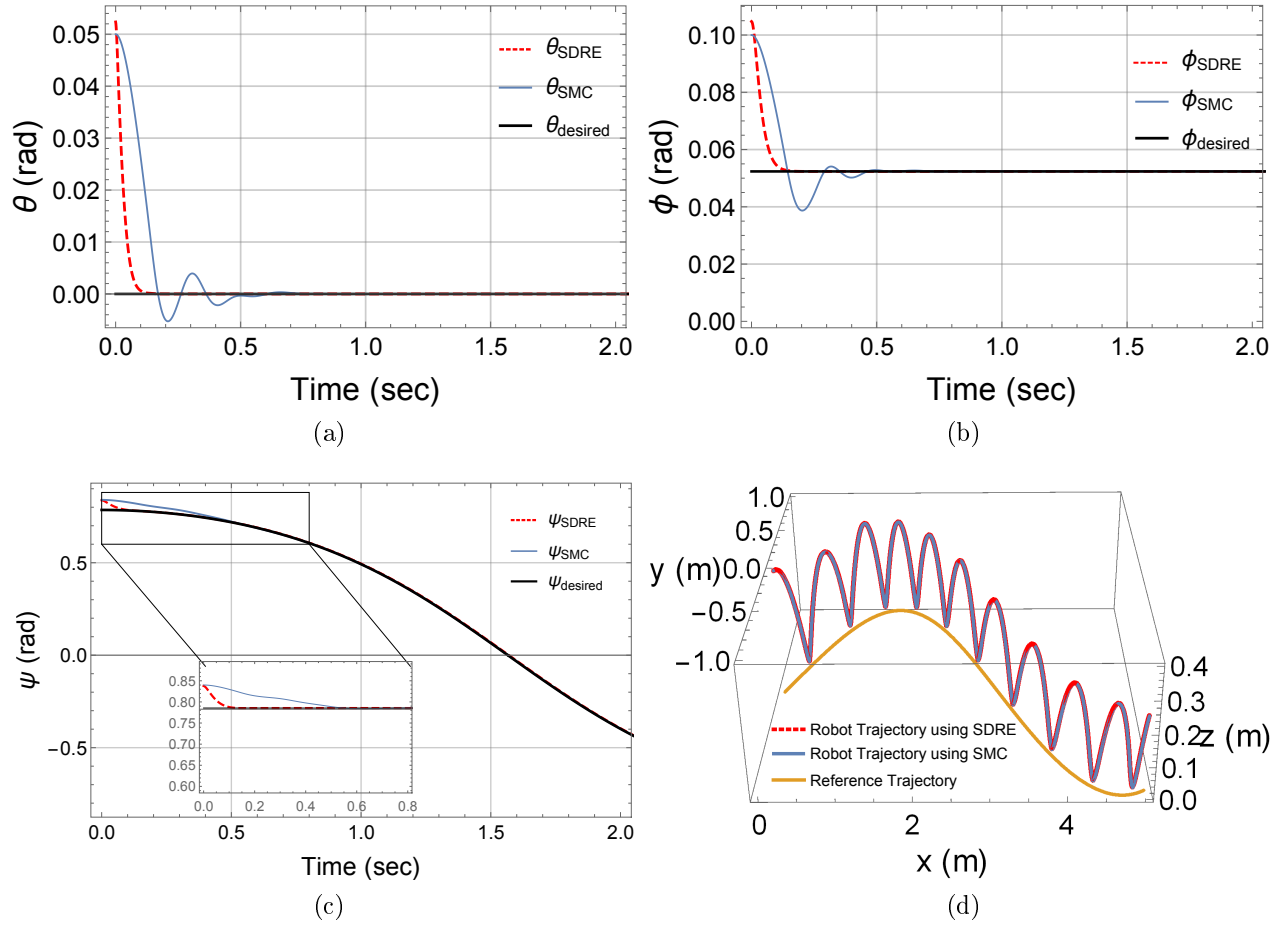 0.05
0.04
0.03
0.02
0.01
0.00
θ (rad)
θSDRE
θSMC
θdesired
0.0 0.5 1.0 1.5 2.0
Time (sec)
(a)
0.10
0.08
0.06
0.04
0.02
0.00
ϕ (rad)
ϕSDRE
ϕSMC
ϕdesired
0.0 0.5 1.0 1.5 2.0
Time (sec)
(b)
0.5
0.0
−0.5
ψ (rad)
ψSDRE
ψSMC
ψdesired
0.85
0.80
0.75
0.70
0.65
0.60
0.0 0.2 0.4 0.6 0.8
0.0 0.5 1.0 1.5 2.0
Time (sec)
(c)
1.0
0.5
y (m) 0.0
−0.5
−1.0
0.4
0.3
0.2 z (m)
0.1
0.0
Robot Trajectory using SDRE
Robot Trajectory using SMC
Reference Trajectory
0 2 4
x (m)
(d)